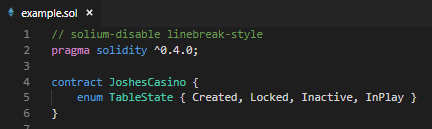 example.sol ×
1 // solium-disable linebreak-style
2 pragma solidity ^0.4.0;
3
4 contract JoshesCasino {
5     enum TableState { Created, Locked, Inactive, InPlay }
6 }